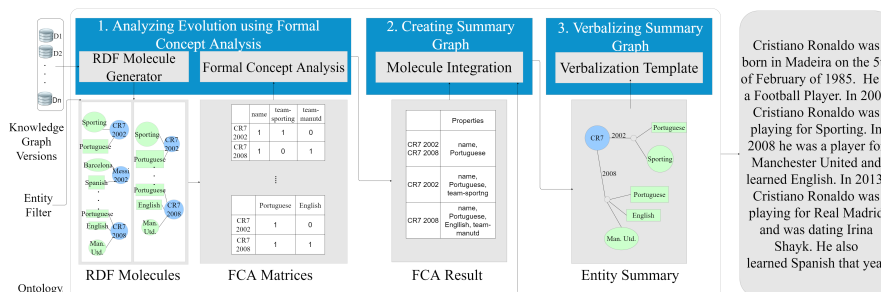 1. Analyzing Evolution using Formal
Concept Analysis
RDF Molecule
Generator
Formal Concept Analysis
2. Creating Summary
Graph
Molecule Integration
3. Verbalizing Summary
Graph
Verbalization Template
D1
D2
Dn
Knowledge
Graph
Versions
Entity
Filter
Ontology
Sporting
CR7
2002
Portuguese
Barcelona
Messi
2002
Spanish
Portuguese
English
CR7
2008
Man.
Utd.
Sporting
CR7
2002
Portuguese
Portuguese
English
CR7
2008
Man.
Utd.
RDF Molecules
name
team-
sporting
team-
manutd
CR7
2002
1
1
0
CR7
2008
1
0
1
Portuguese
English
CR7
2002
1
0
CR7
2008
1
1
FCA Matrices
Properties
CR7 2002
CR7 2008
name,
Portuguese
CR7 2002
name,
Portuguese,
team-sportng
CR7 2008
name,
Portuguese,
Engllish, team-
manutd
FCA Result
CR7
2002
Portuguese
Sporting
2008
Portuguese
English
Man. Utd.
Entity Summary
Cristiano Ronaldo was
born in Madeira on the 5
of February of 1985. He
a Football Player. In 200
Cristiano Ronaldo was
playing for Sporting. In
2008 he was a player for
Manchester United and
learned English. In 2013
Cristiano Ronaldo was
playing for Real Madrid
and was dating Irina
Shayk. He also
learned Spanish that yea